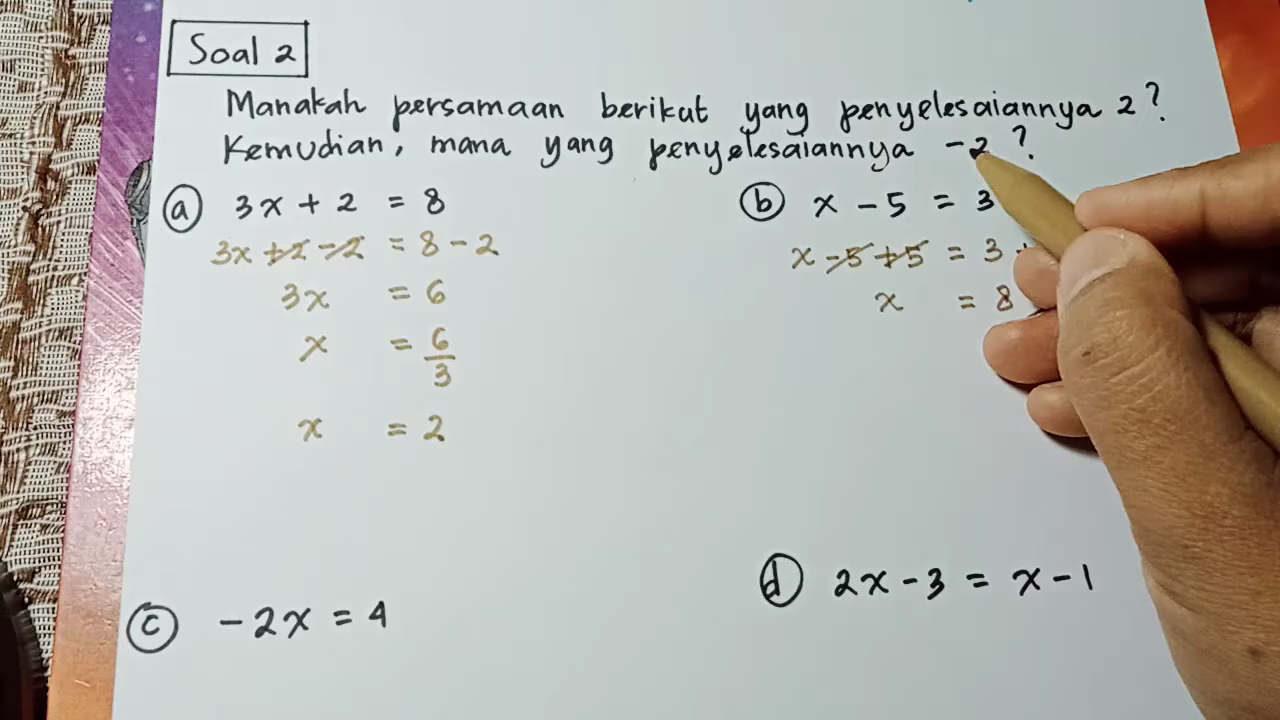 Soal 2
Manakah persamaan berikut yang penyelesaiannya 2?
Kemudian, mana yang penyelesaiannya -2 ?
a 3x + 2 = 8
3x + 2 - 2 = 8 - 2
3x = 6
x = 6/3
x = 2
b x - 5 = 3
x - 5 + 5 = 3 +
x = 8
c -2x = 4
d 2x - 3 = x - 1